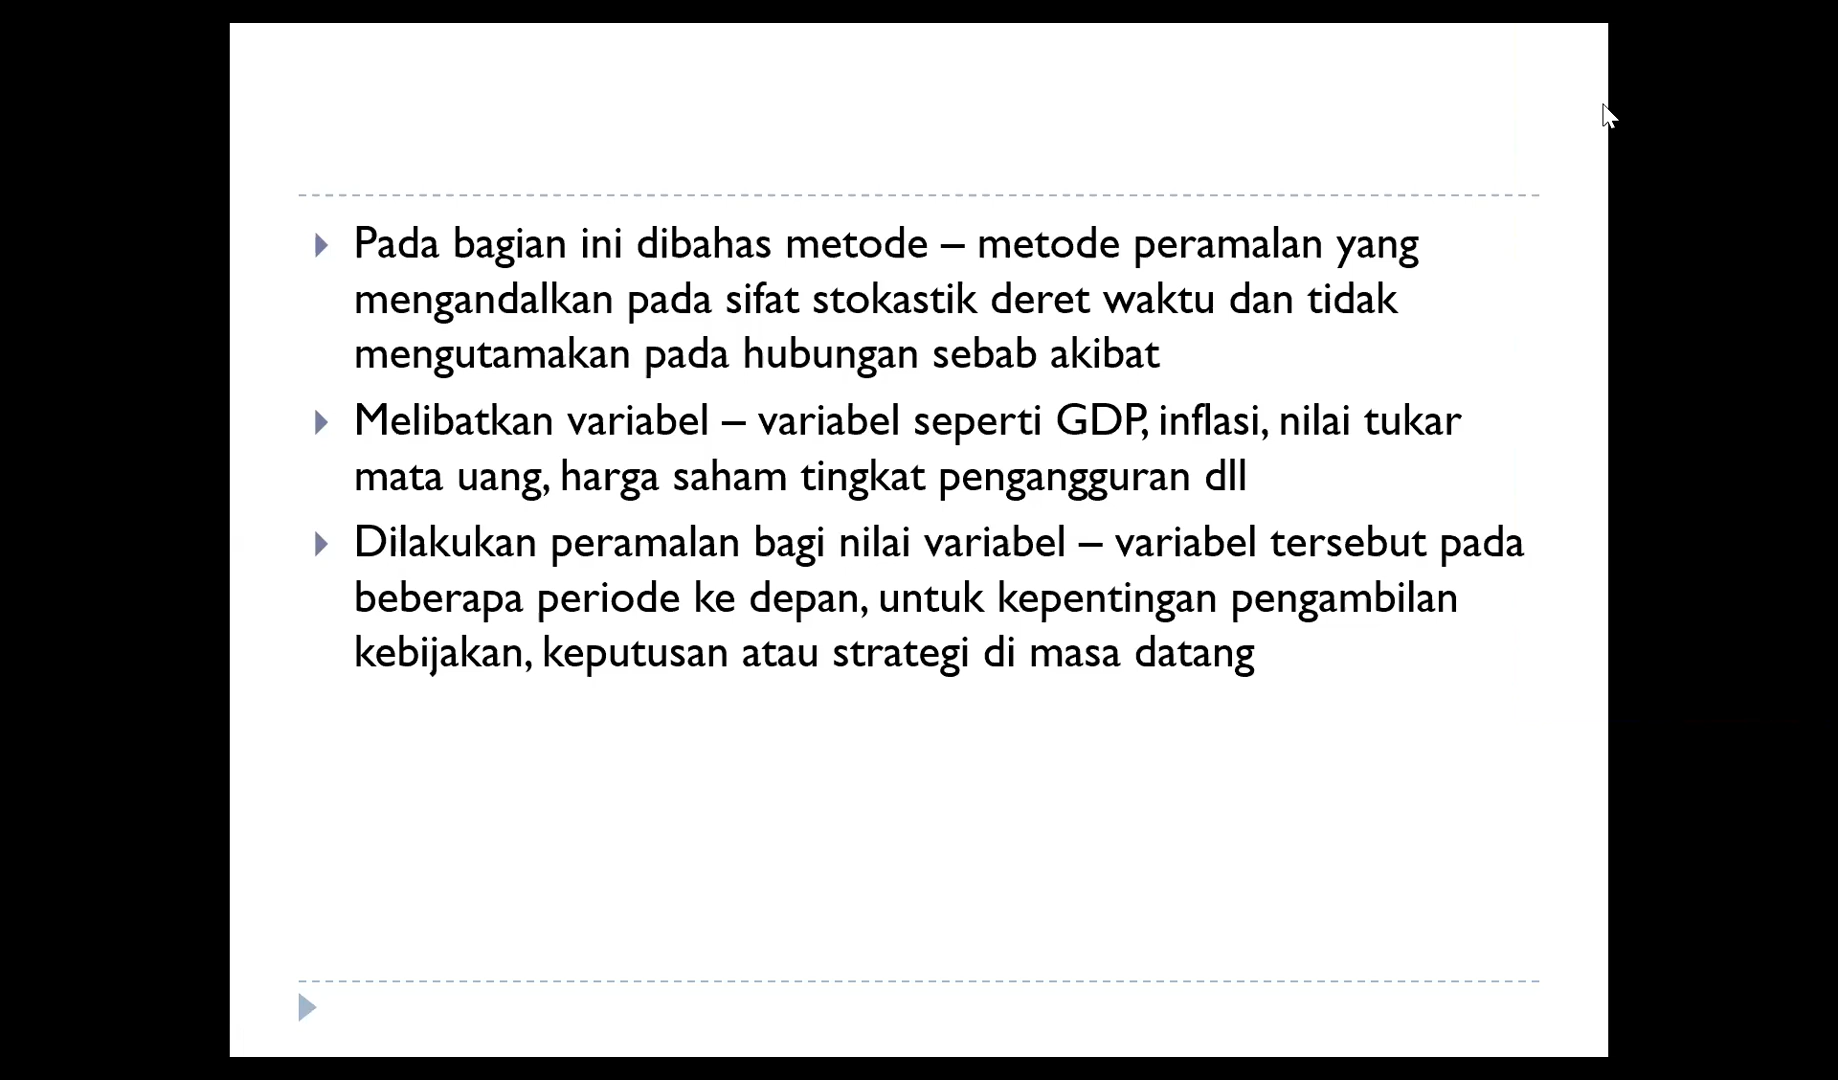 Pada bagian ini dibahas metode – metode peramalan yang
mengandalkan pada sifat stokastik deret waktu dan tidak
mengutamakan pada hubungan sebab akibat
Melibatkan variabel – variabel seperti GDP, inflasi, nilai tukar
mata uang, harga saham tingkat pengangguran dll
Dilakukan peramalan bagi nilai variabel – variabel tersebut pada
beberapa periode ke depan, untuk kepentingan pengambilan
kebijakan, keputusan atau strategi di masa datang